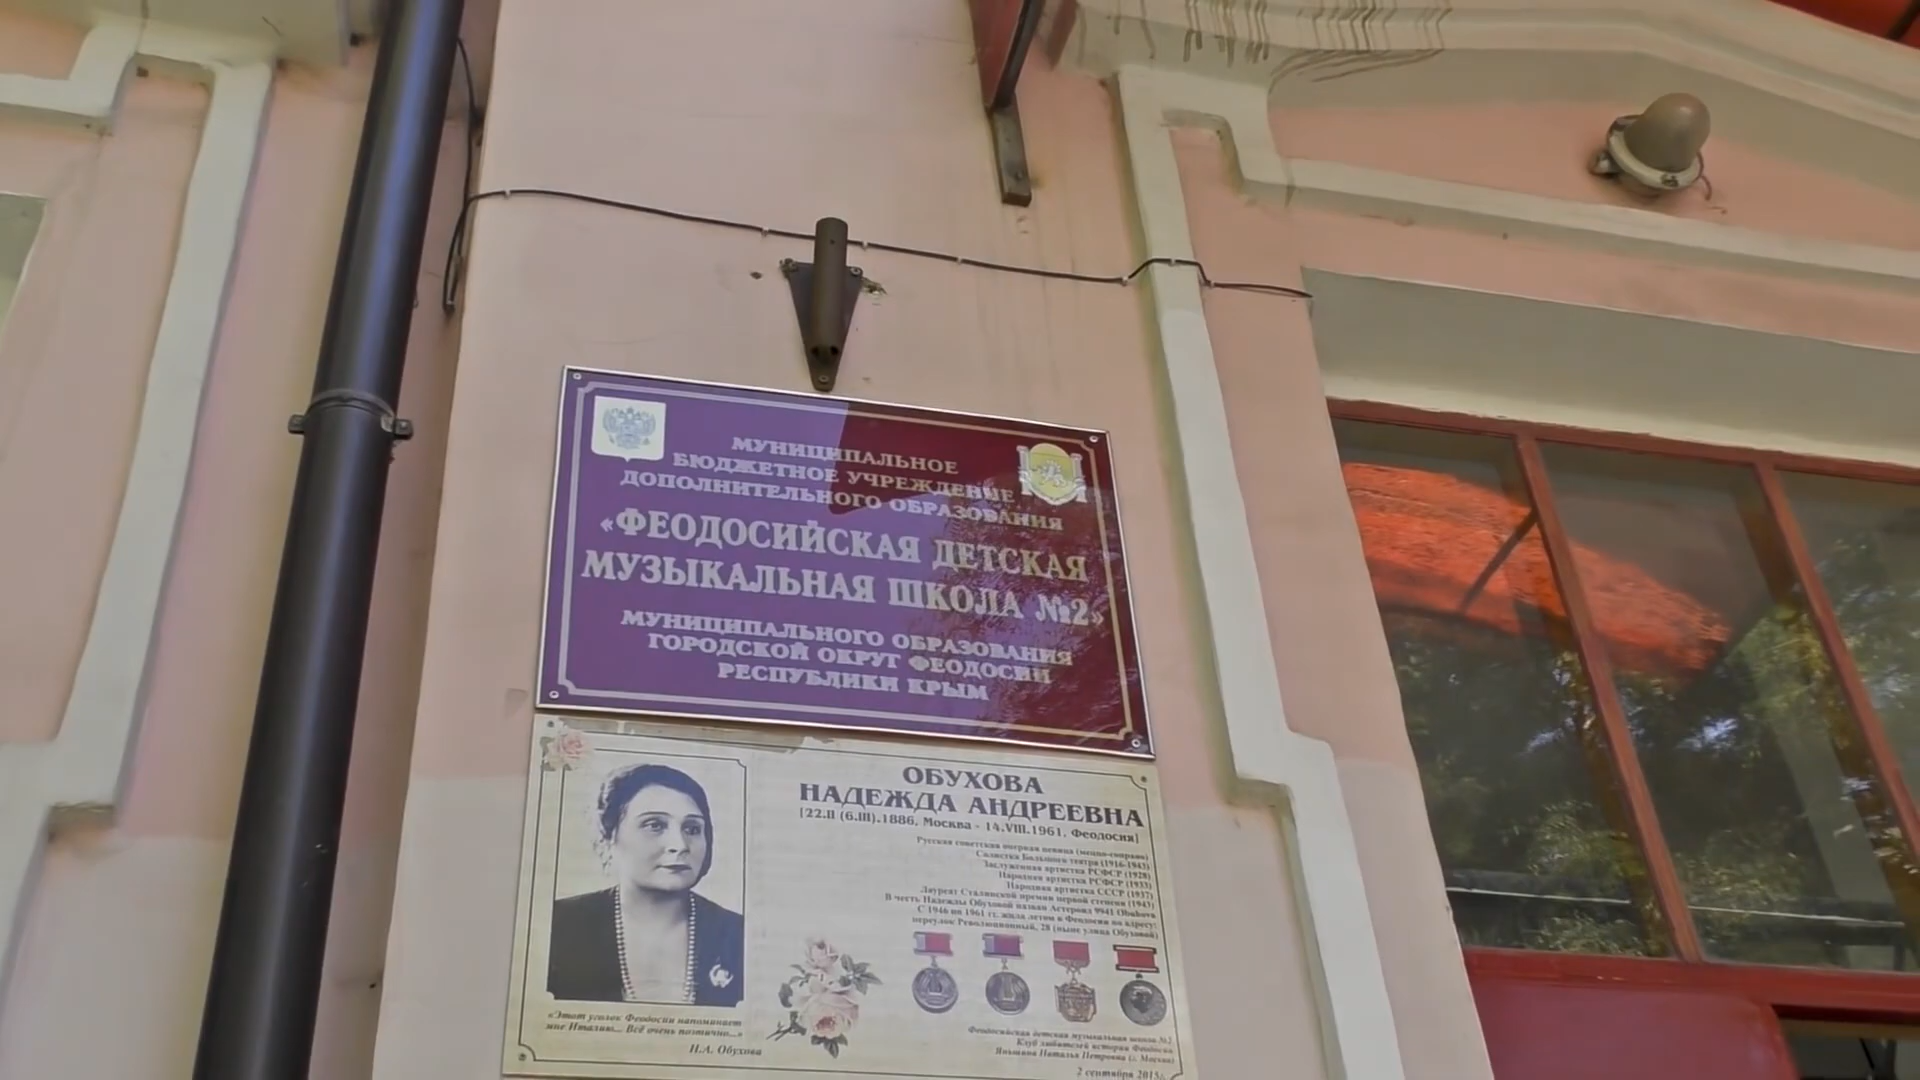 МУНИЦИПАЛЬНОЕ
БЮДЖЕТНОЕ УЧРЕЖДЕНИЕ
ДОПОЛНИТЕЛЬНОГО ОБРАЗОВАНИЯ
«ФЕОДОСИЙСКАЯ ДЕТСКАЯ
МУЗЫКАЛЬНАЯ ШКОЛА №2»
МУНИЦИПАЛЬНОГО ОБРАЗОВАНИЯ
ГОРОДСКОЙ ОКРУГ ФЕОДОСИИ
РЕСПУБЛИКИ КРЫМ
ОБУХОВА
НАДЕЖДА АНДРЕЕВНА
[22.II (6.III).1886, Москва - 14.VIII.1961, Феодосия]
Русская советская оперная певица (меццо-сопрано)
Солистка Большого театра (1916-1943)
Заслуженная артистка РСФСР (1928)
Народная артистка РСФСР (1933)
Народная артистка СССР (1937)
Лауреат Сталинской премии первой степени (1943)
В честь Надежды Обуховой назван Астероид 9941 Obuhova
С 1946 по 1961 гг. жила летом в Феодосии по адресу:
переулок Революционный, 28 (ныне улица Обуховой)
«Этот уголок Феодосии напоминает
мне Италию... Всё очень поэтично...»
Н.А. Обухова
Феодосийская детская музыкальная школа №2
Клуб любителей истории Феодосии
Яньшина Наталья Петровна (г. Москва)
2 сентября 2015г.